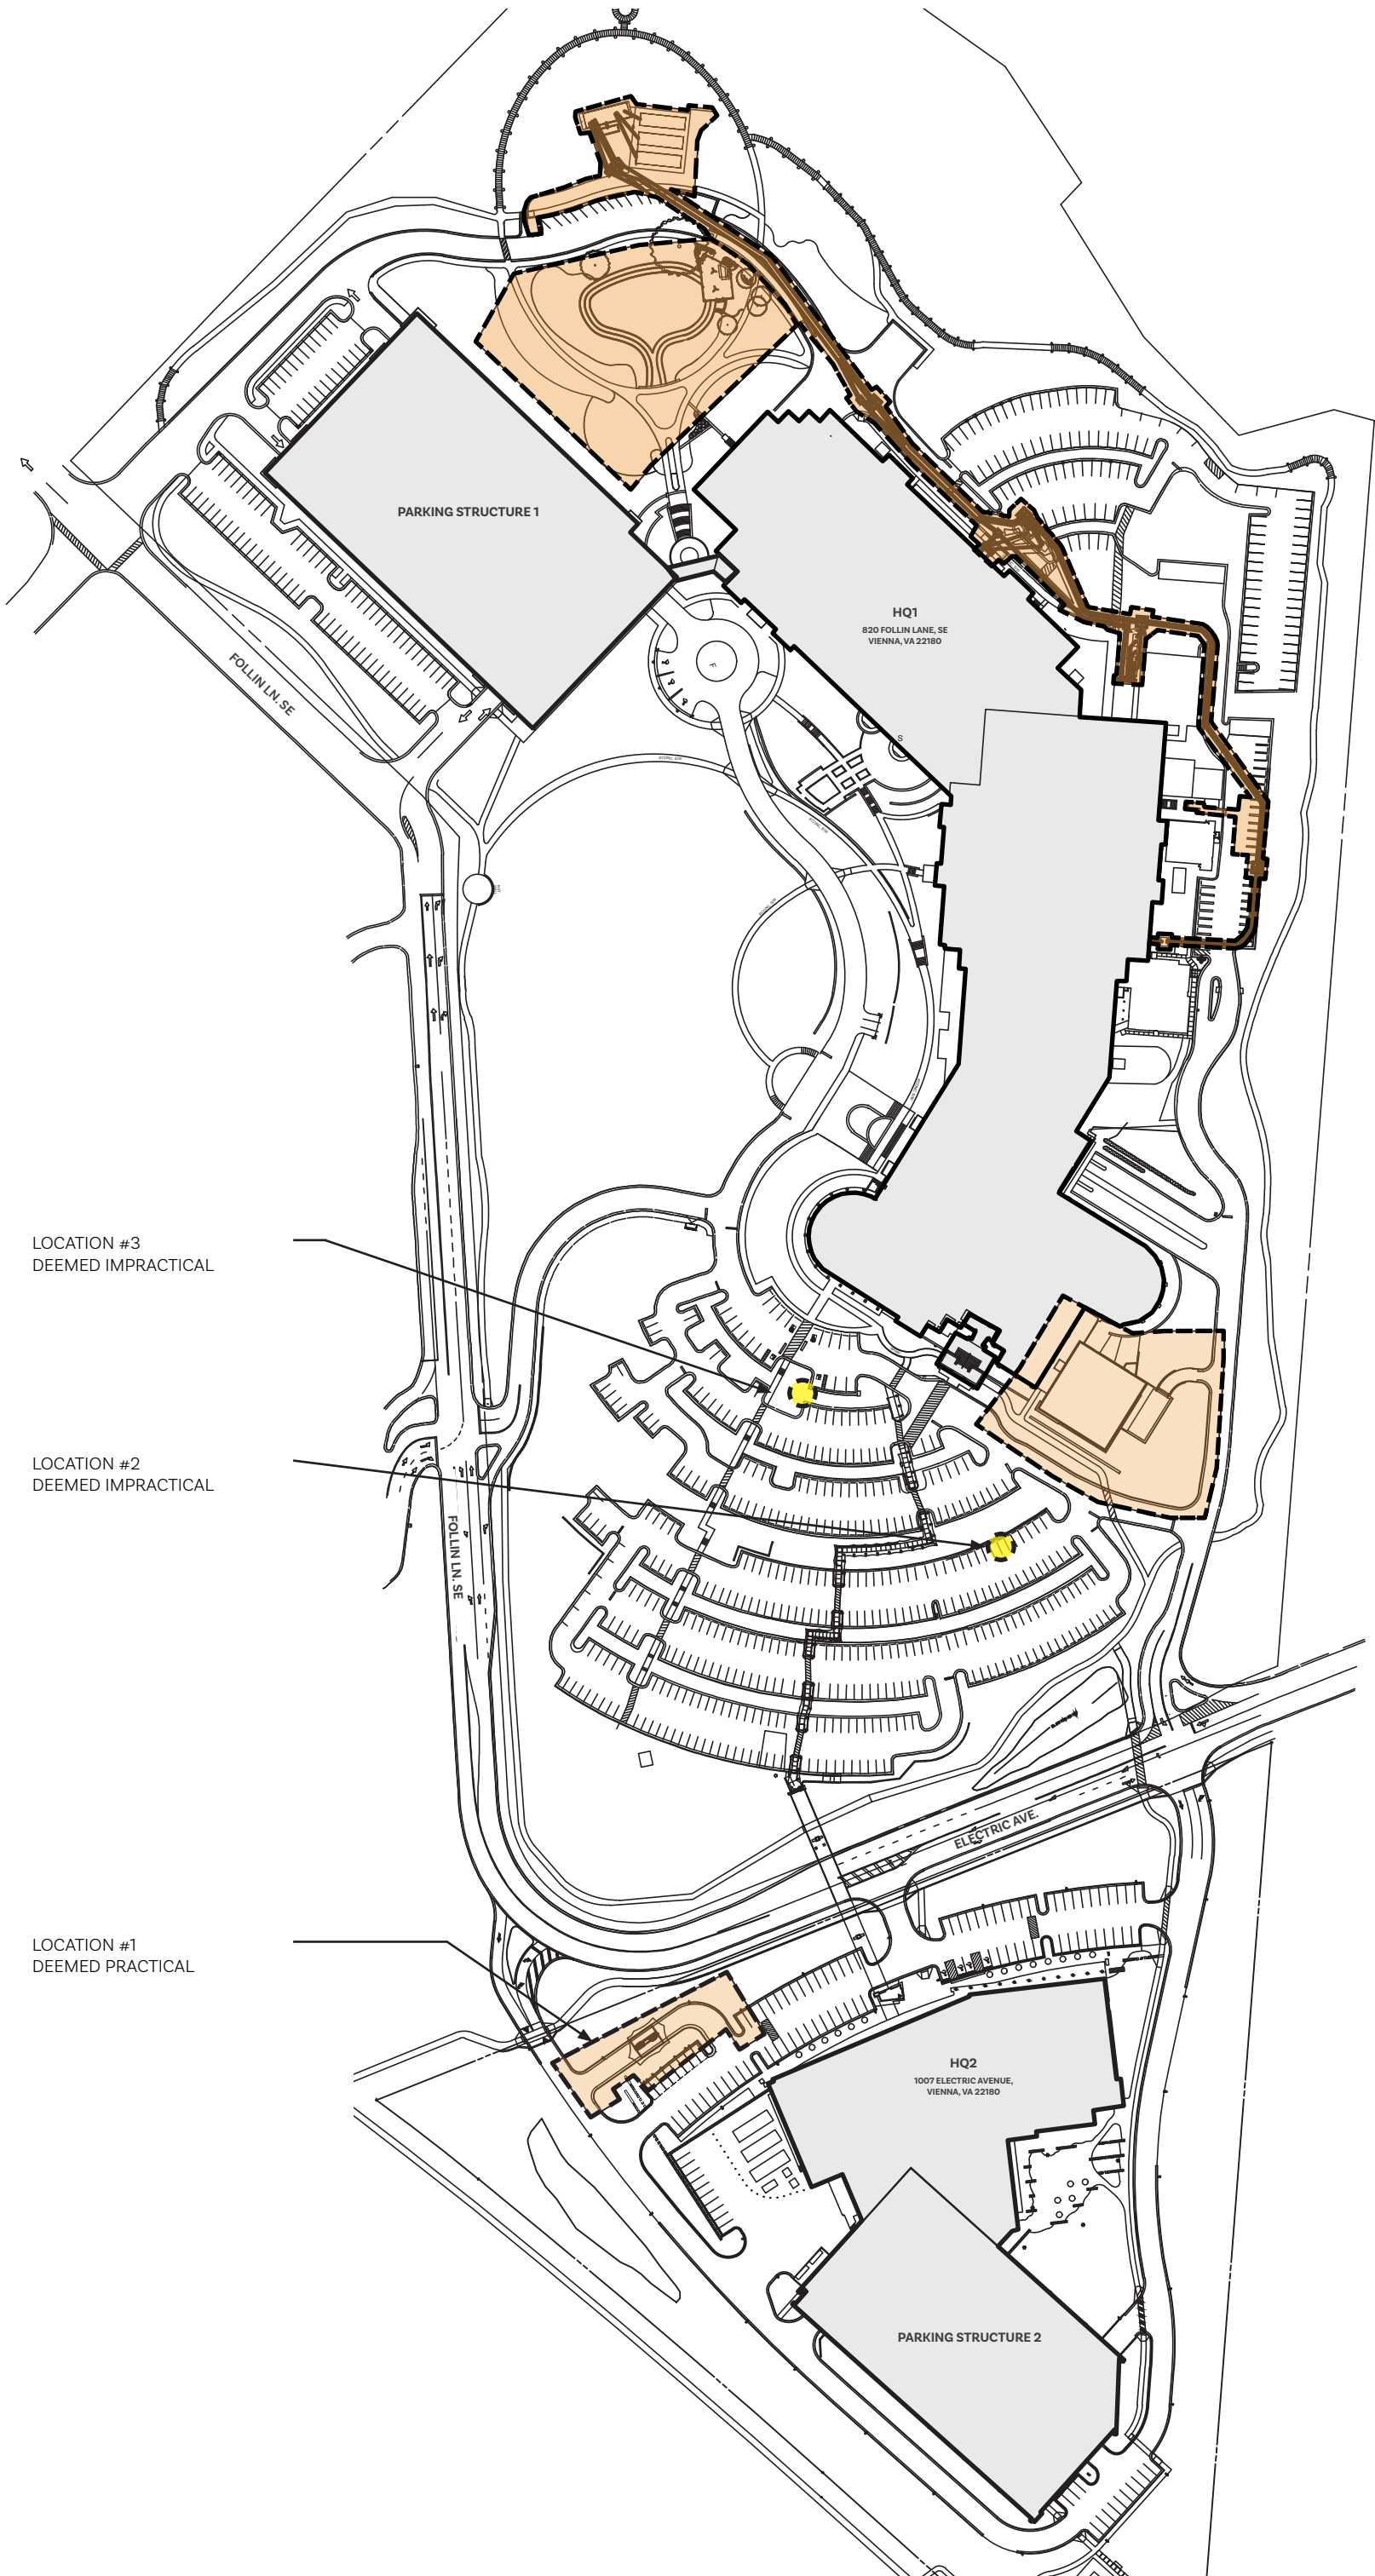 PARKING STRUCTURE 1
HQ1
820 FOLLIN LANE, SE
VIENNA, VA 22180
FOLLIN LN. SE
F
S
LOCATION #3
DEEMED IMPRACTICAL
LOCATION #2
DEEMED IMPRACTICAL
FOLLIN LN. SE
ELECTRIC AVE.
LOCATION #1
DEEMED PRACTICAL
HQ2
1007 ELECTRIC AVENUE,
VIENNA, VA 22180
PARKING STRUCTURE 2